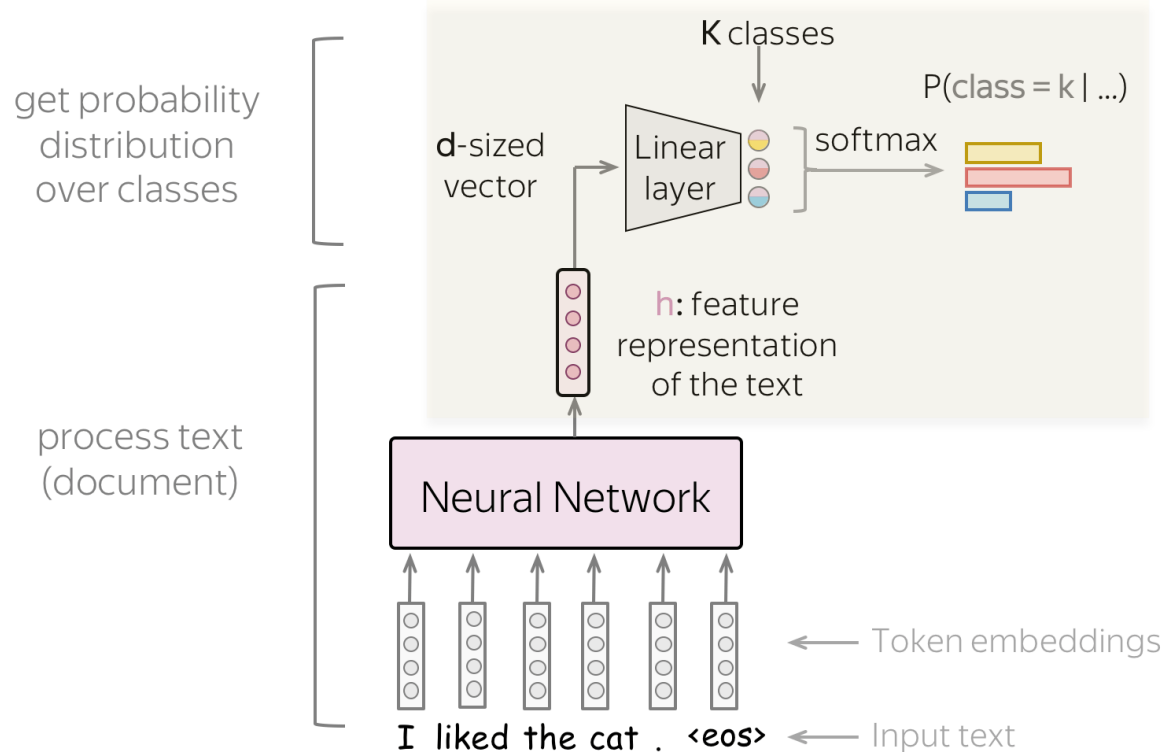 K classes
get probability
distribution
over classes
P(class = k | ...)
d-sized
vector
Linear
layer
softmax
h: feature
representation
of the text
process text
(document)
Neural Network
Token embeddings
I liked the cat . <eos>
Input text